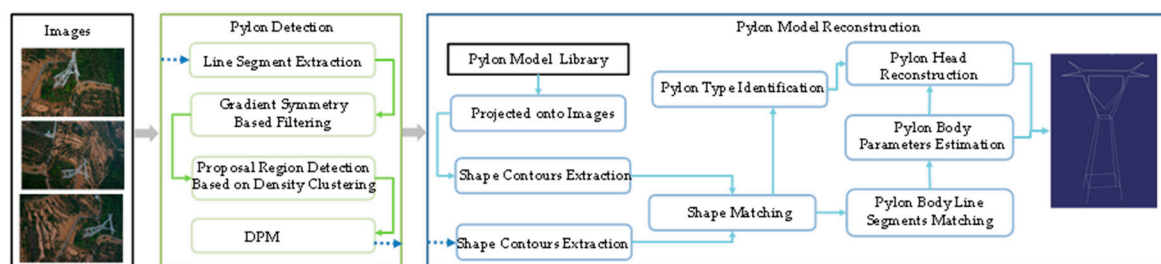 Images
Pylon Detection
Line Segment Extraction
Gradient Symmetry
Based Filtering
Proposal Region Detection
Based on Density Clustering
DPM
Pylon Model Reconstruction
Pylon Model Library
Projected onto Images
Shape Contours Extraction
Shape Contours Extraction
Pylon Type Identification
Shape Matching
Pylon Head
Reconstruction
Pylon Body
Parameters Estimation
Pylon Body Line
Segments Matching